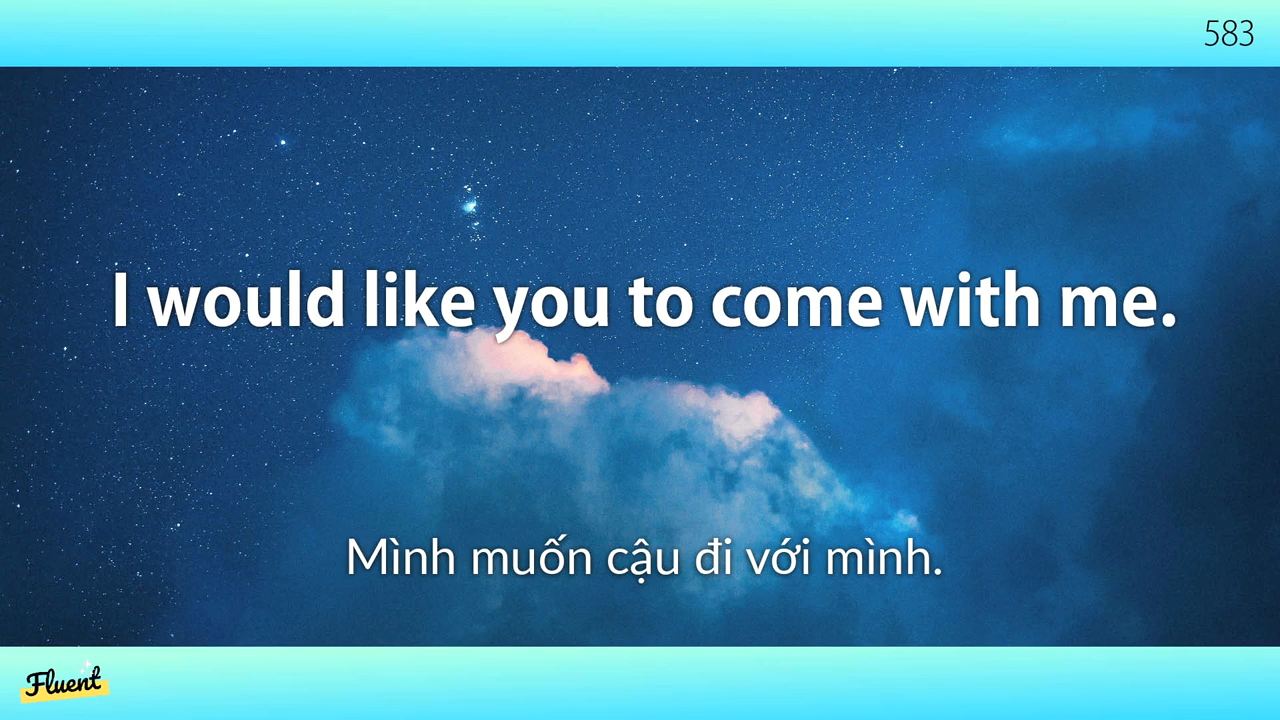 583
I would like you to come with me.
Mình muốn cậu đi với mình.
Fluent